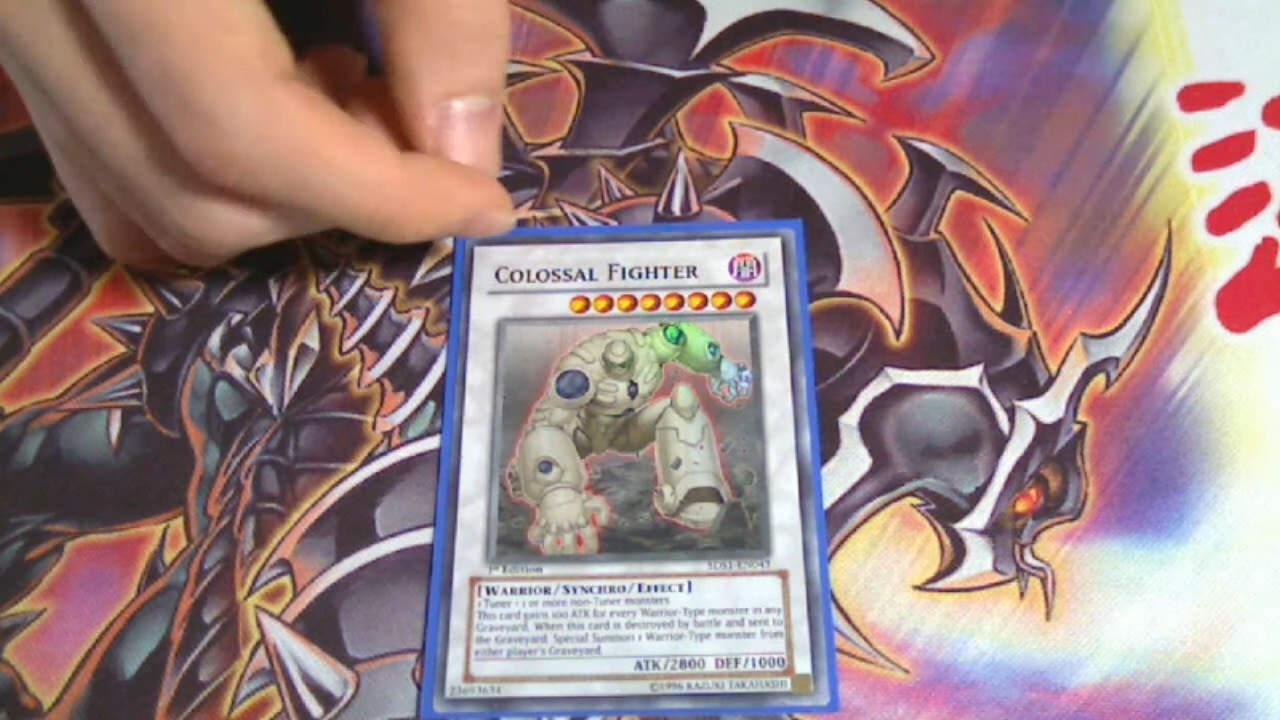 COLOSSAL FIGHTER
1st Edition
5DS1-EN043
[WARRIOR/SYNCHRO/EFFECT]
1 Tuner + 1 or more non-Tuner monsters
This card gains 100 ATK for every Warrior-Type monster in any
Graveyard. When this card is destroyed by battle and sent to
the Graveyard, Special Summon 1 Warrior-Type monster from
either player's Graveyard.
ATK/2800 DEF/1000
23693634
©1996 KAZUKI TAKAHASHI